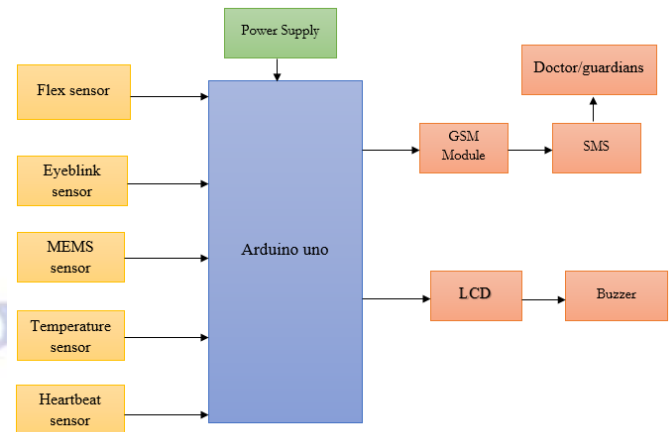 Power Supply
Doctor/guardians
Flex sensor
GSM
Module
SMS
Eyeblink
sensor
Arduino uno
MEMS
sensor
LCD
Buzzer
Temperature
sensor
Heartbeat
sensor